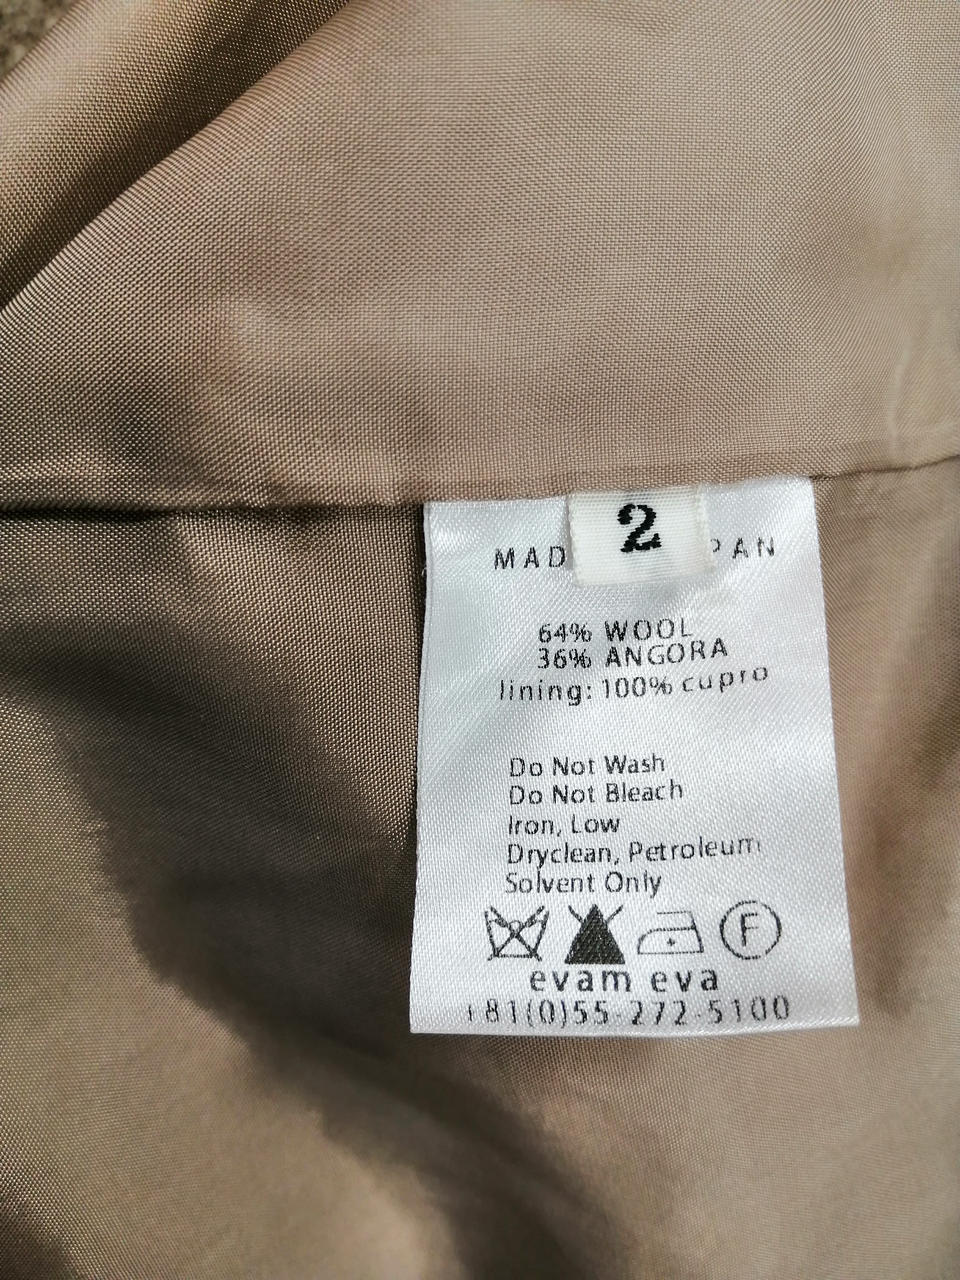 2
MAD PAN
64% WOOL
36% ANGORA
lining: 100% cupro
Do Not Wash
Do Not Bleach
Iron, Low
Dryclean, Petroleum
Solvent Only
F
evam eva
+81(0)55-272-5100